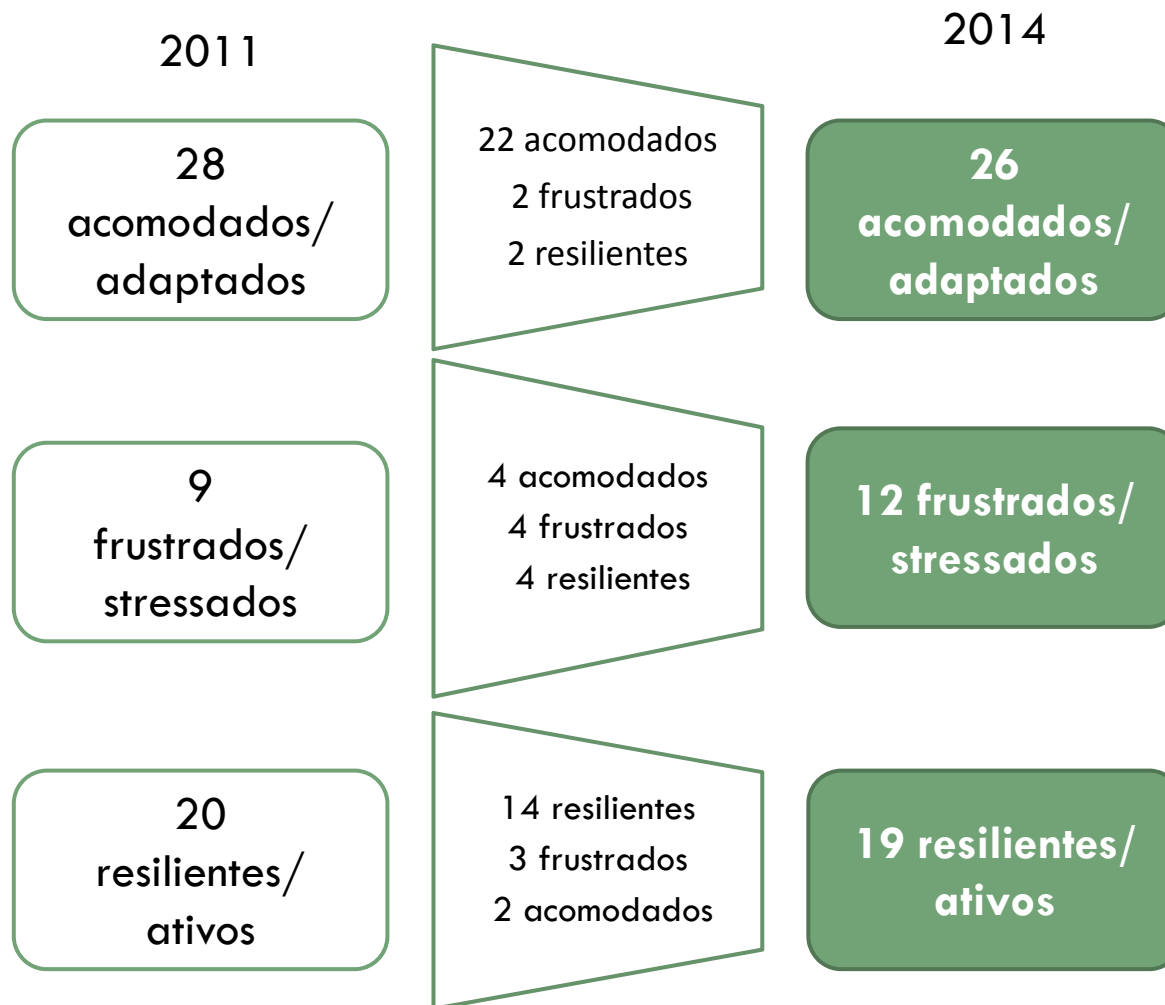 2011
2014
28
acomodados/
adaptados
22 acomodados
2 frustrados
2 resilientes
26
acomodados/
adaptados
9
frustrados/
stressados
4 acomodados
4 frustrados
4 resilientes
12 frustrados/
stressados
20
resilientes/
ativos
14 resilientes
3 frustrados
2 acomodados
19 resilientes/
ativos